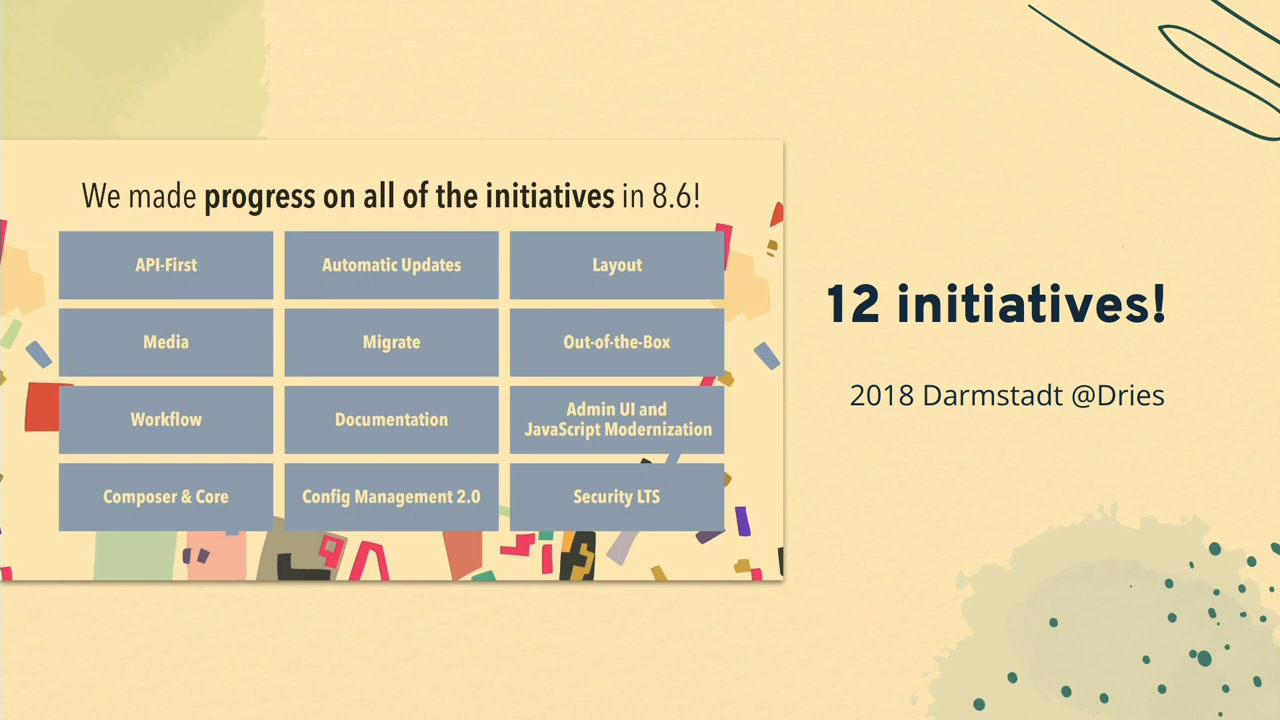 We made progress on all of the initiatives in 8.6!
API-First
Automatic Updates
Layout
Media
Migrate
Out-of-the-Box
Workflow
Documentation
Admin UI and
JavaScript Modernization
Composer & Core
Config Management 2.0
Security LTS
12 initiatives!
2018 Darmstadt @Dries